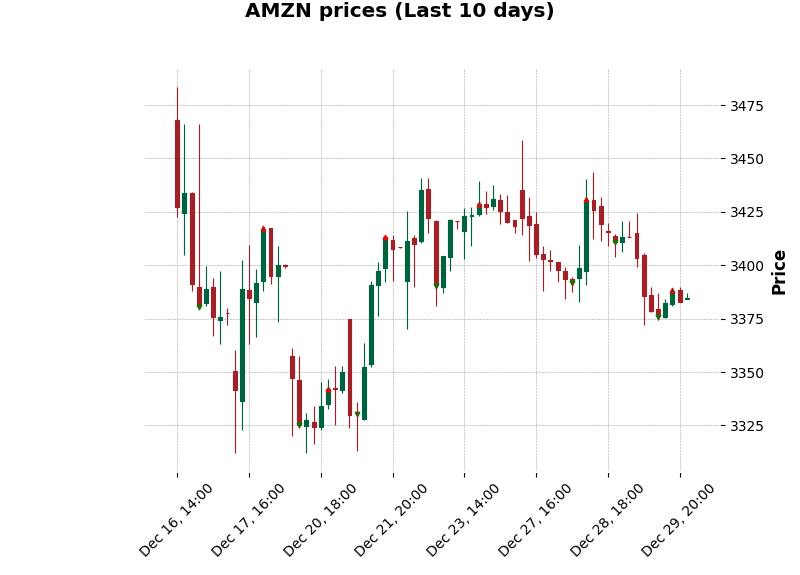 AMZN prices (Last 10 days)
3475
3450
3425
3400
3375
3350
3325
Price
Dec 16, 14:00
Dec 17, 16:00
Dec 20, 18:00
Dec 21, 20:00
Dec 23, 14:00
Dec 27, 16:00
Dec 28, 18:00
Dec 29, 20:00